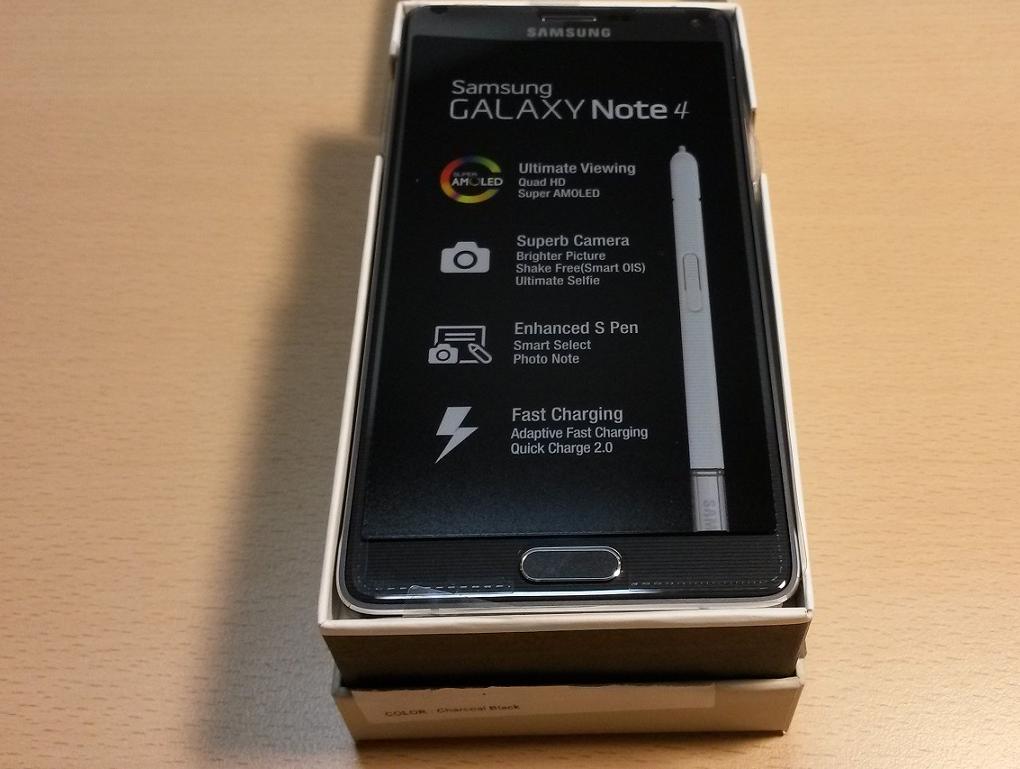 SAMSUNG
Samsung
GALAXY Note 4
SUPER
AMOLED
Ultimate Viewing
Quad HD
Super AMOLED
Superb Camera
Brighter Picture
Shake Free(Smart OIS)
Ultimate Selfie
Enhanced S Pen
Smart Select
Photo Note
Fast Charging
Adaptive Fast Charging
Quick Charge 2.0
SAM
COLOR : Charcoal Black